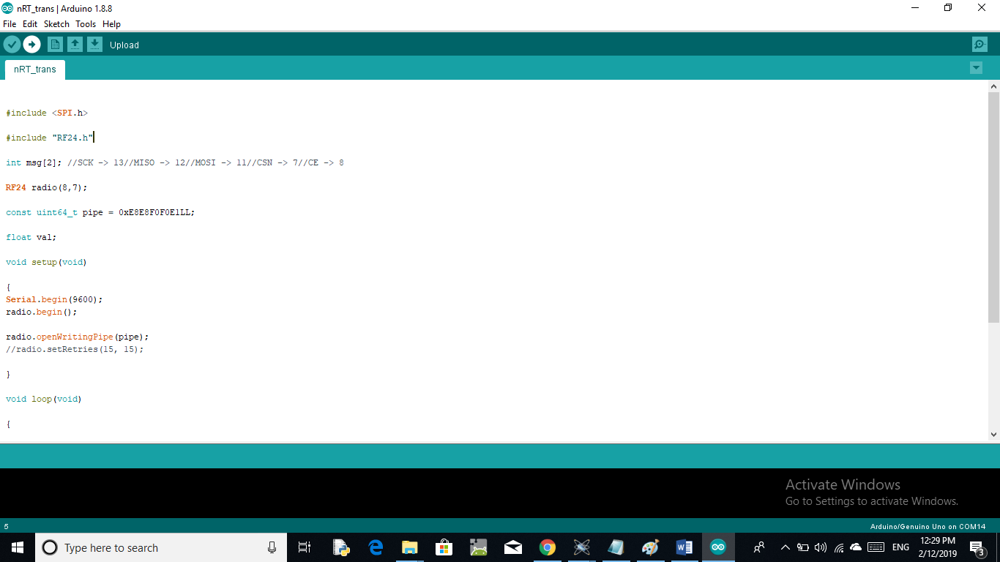 nRT_trans | Arduino 1.8.8
File Edit Sketch Tools Help
Upload
nRT_trans
#include <SPI.h>
#include "RF24.h"
int msg[2]; //SCK -> 13//MISO -> 12//MOSI -> 11//CSN -> 7//CE -> 8
RF24 radio(8,7);
const uint64_t pipe = 0xE8E8F0F0E1LL;
float val;
void setup(void)
{
Serial.begin(9600);
radio.begin();
radio.openWritingPipe(pipe);
//radio.setRetries(15, 15);
}
void loop(void)
{
Activate Windows
Go to Settings to activate Windows.
5
Arduino/Genuino Uno on COM14
Type here to search
ENG
12:29 PM
2/12/2019
3